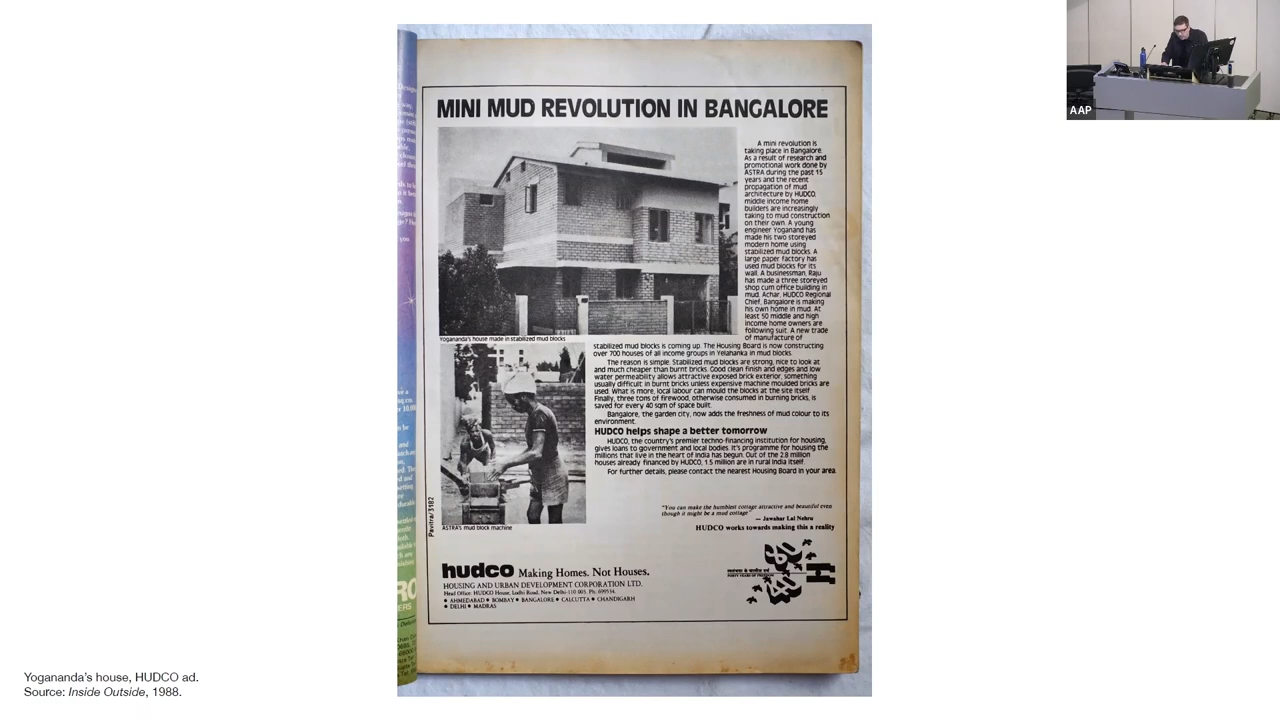 AAP
MINI MUD REVOLUTION IN BANGALORE
A mini revolution is
taking place in Bangalore.
As a result of research and
promotional work done by
ASTRA during the past 15
years and the recent
propagation of mud
architecture by HUDCO,
middle income home
builders are increasingly
taking to mud construction
on their own. A young
engineer Yoganand has
made his two storeyed
modern home using
stabilized mud blocks. A
large paper factory has
used mud blocks for its
wall. A businessman, Raju
has made a three storeyed
shop cum office building in
mud. Achar, HUDCO Regional
Chief, Bangalore is making
his own home in mud. At
least 50 middle and high
income home owners are
following suit. A new trade
of manufacture of
stabilized mud blocks is coming up. The Housing Board is now constructing
over 700 houses of all income groups in Yelahanka in mud blocks.
The reason is simple. Stabilized mud blocks are strong, nice to look at
and much cheaper than burnt bricks. Good clean finish and edges and low
water permeability allows attractive exposed brick exterior, something
usually difficult in burnt bricks unless expensive machine moulded bricks are
used. What is more, local labour can mould the blocks at the site itself
Finally, three tons of firewood, otherwise consumed in burning bricks, is
saved for every 40 sqm of space built.
Bangalore, the garden city, now adds the freshness of mud colour to its
environment.
HUDCO helps shape a better tomorrow
HUDCO, the country's premier techno-financing institution for housing,
gives loans to government and local bodies. It's programme for housing the
millions that live in the heart of India has begun. Out of the 2.8 million
houses already financed by HUDCO, 1.5 million are in rural India itself.
For further details, please contact the nearest Housing Board in your area.
Yogananda's house made in stabilized mud blocks
ASTRA's mud block machine
Pavitra/3182
"You can make the humblest cottage attractive and beautiful even
though it might be a mud cottage"
— Jawahar Lal Nehru
HUDCO works towards making this a reality
hudco Making Homes. Not Houses.
HOUSING AND URBAN DEVELOPMENT CORPORATION LTD.
Head Office: HUDCO House, Lodhi Road, New Delhi-110 003. Ph. 699534.
● AHMEDABAD ● BOMBAY ● BANGALORE ● CALCUTTA ● CHANDIGARH
● DELHI ● MADRAS
FORTY YEARS OF FREEDOM
Yogananda's house, HUDCO ad.
Source: Inside Outside, 1988.